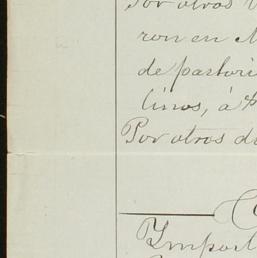 Por otros
ron en
de pastori
linos, á
Por otros d
Import